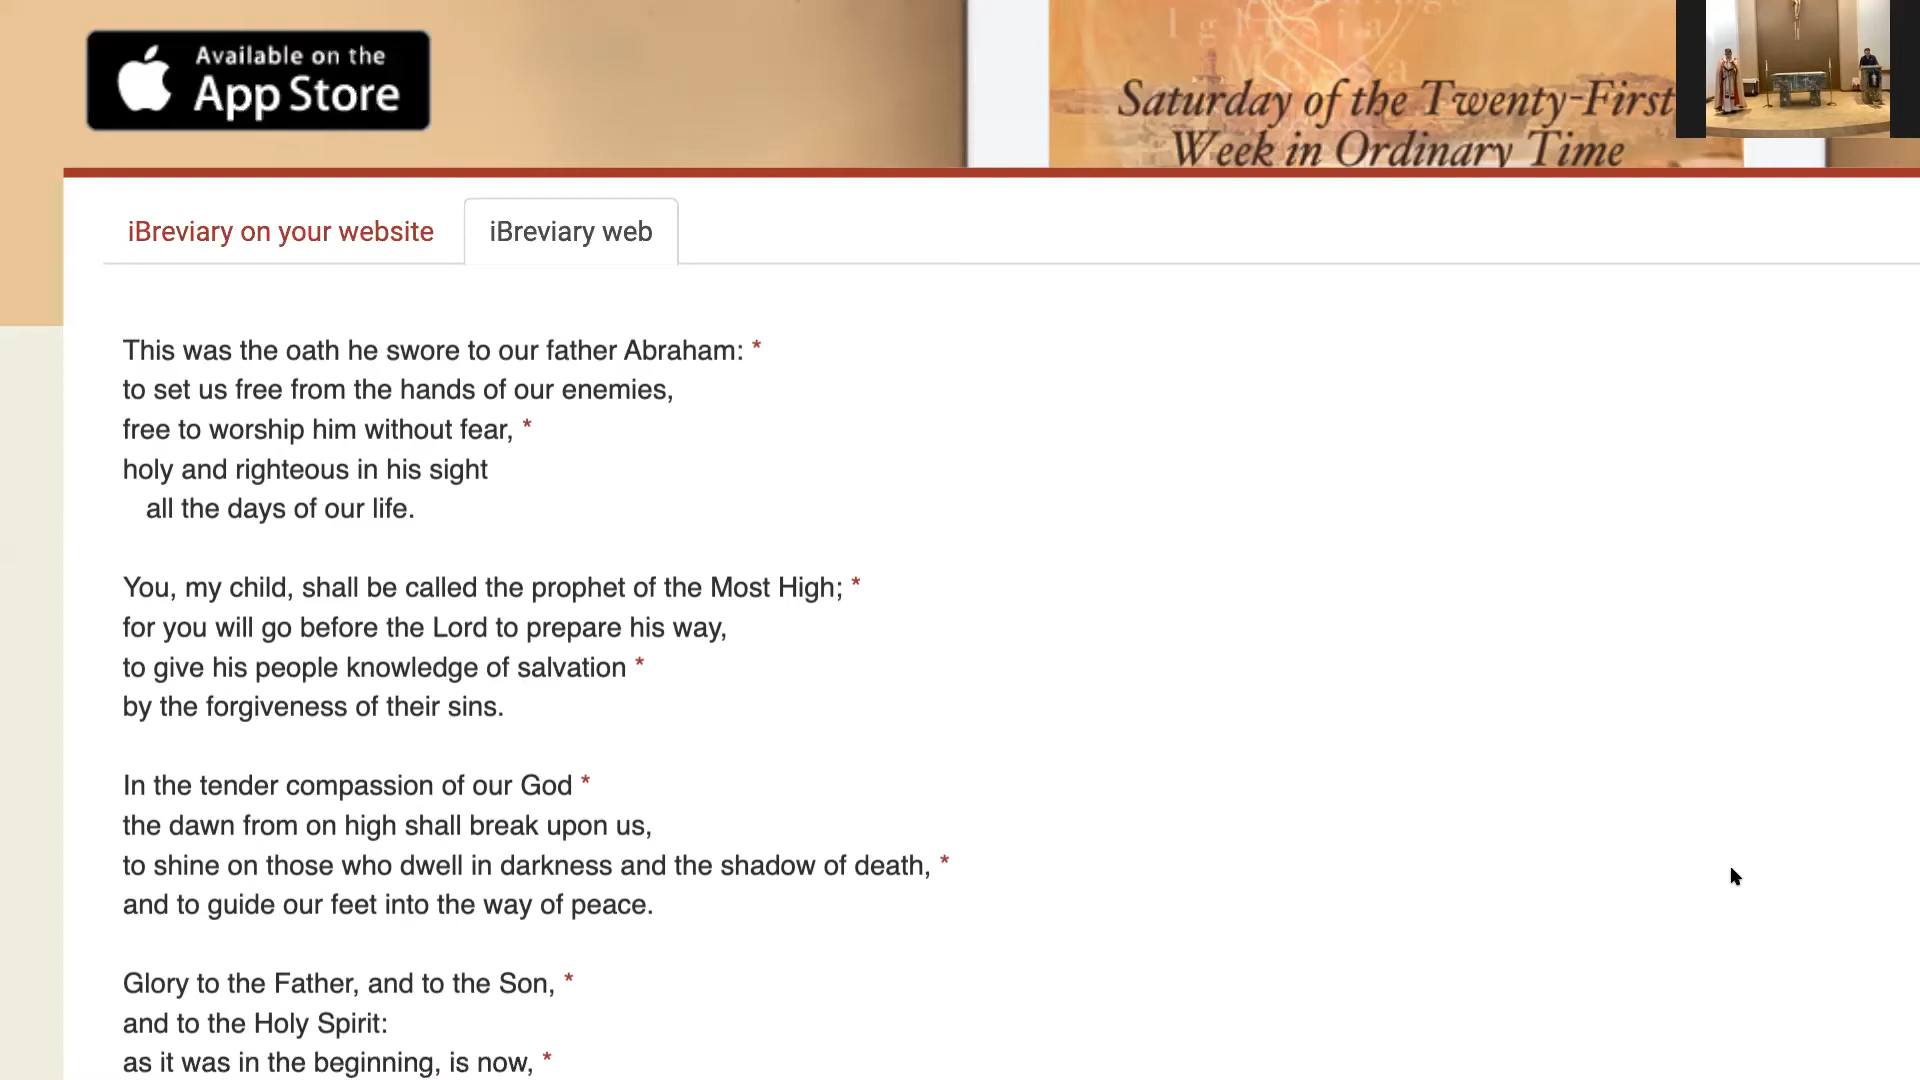 Available on the
App Store
Iglesia
Saturday of the Twenty-First
Week in Ordinary Time
iBreviary on your website
iBreviary web
This was the oath he swore to our father Abraham: *
to set us free from the hands of our enemies,
free to worship him without fear, *
holy and righteous in his sight
all the days of our life.
You, my child, shall be called the prophet of the Most High; *
for you will go before the Lord to prepare his way,
to give his people knowledge of salvation *
by the forgiveness of their sins.
In the tender compassion of our God *
the dawn from on high shall break upon us,
to shine on those who dwell in darkness and the shadow of death, *
and to guide our feet into the way of peace.
Glory to the Father, and to the Son, *
and to the Holy Spirit:
as it was in the beginning, is now, *